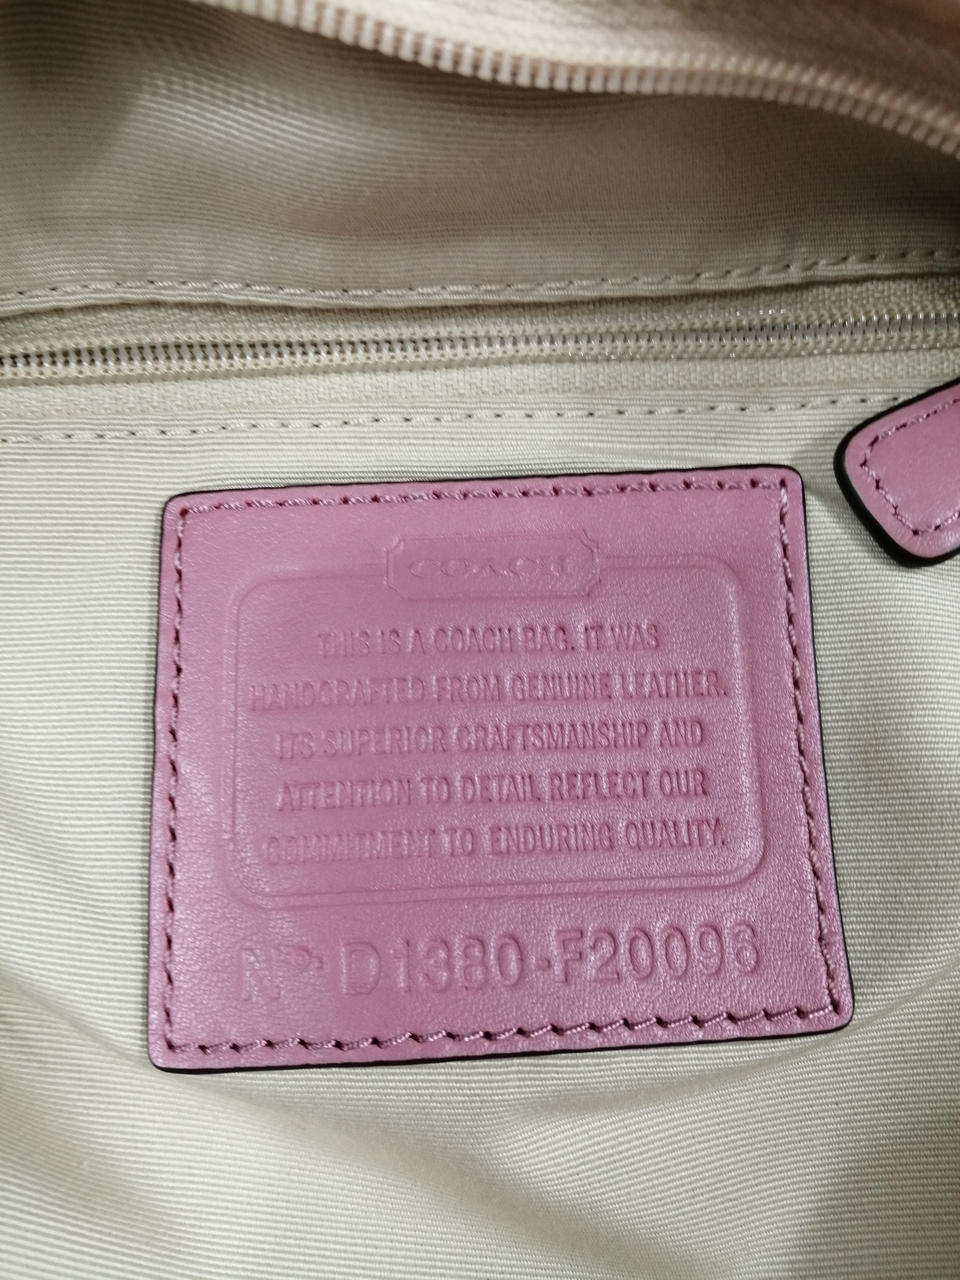 COACH
THIS IS A COACH BAG. IT WAS
HANDCRAFTED FROM GENUINE LEATHER.
ITS SUPERIOR CRAFTSMANSHIP AND
ATTENTION TO DETAIL REFLECT OUR
COMMITMENT TO ENDURING QUALITY.
Nº D1380-F20096